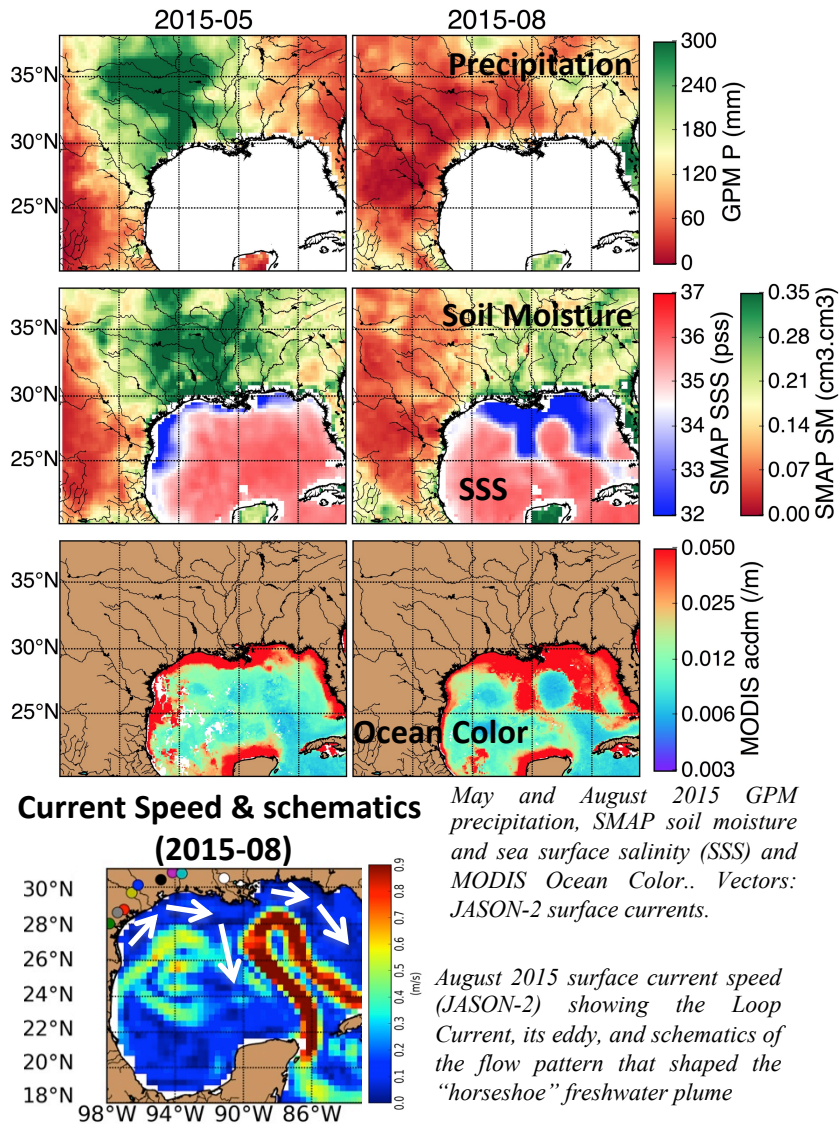 2015-05
2015-08
35°N
30°N
25°N
Precipitation
300
240
180
120
60
0
GPM P (mm)
35°N
30°N
25°N
Soil Moisture
SSS
37
36
35
34
33
32
SMAP SSS (pss)
0.35
0.28
0.21
0.14
0.07
0.00
SMAP SM (cm3.cm3)
35°N
30°N
25°N
Ocean Color
0.050
0.025
0.012
0.006
0.003
MODIS acdm (/m)
Current Speed & schematics
(2015-08)
30°N
28°N
26°N
24°N
22°N
20°N
18°N
98°W 94°W 90°W 86°W
0.9
0.8
0.7
0.6
0.5
0.4
0.3
0.2
0.1
0.0
(m/s)
May and August 2015 GPM
precipitation, SMAP soil moisture
and sea surface salinity (SSS) and
MODIS Ocean Color.. Vectors:
JASON-2 surface currents.
August 2015 surface current speed
(JASON-2) showing the Loop
Current, its eddy, and schematics of
the flow pattern that shaped the
“horseshoe” freshwater plume